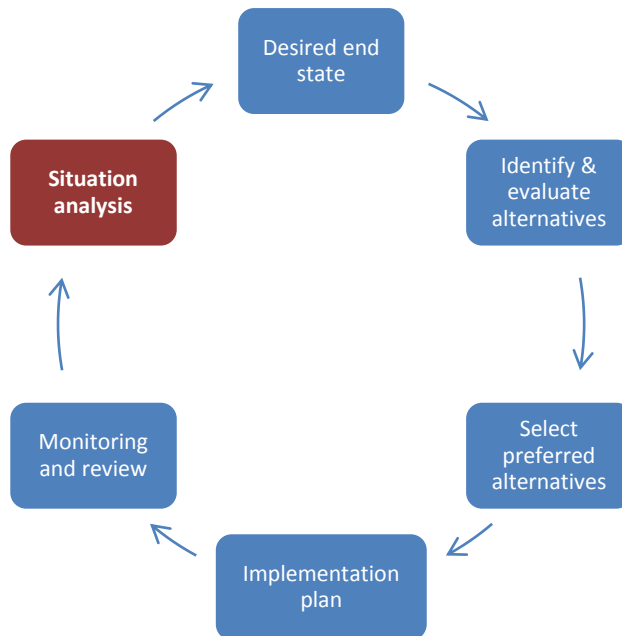 Desired end
state
Identify &
evaluate
alternatives
Select
preferred
alternatives
Implementation
plan
Monitoring
and review
Situation
analysis